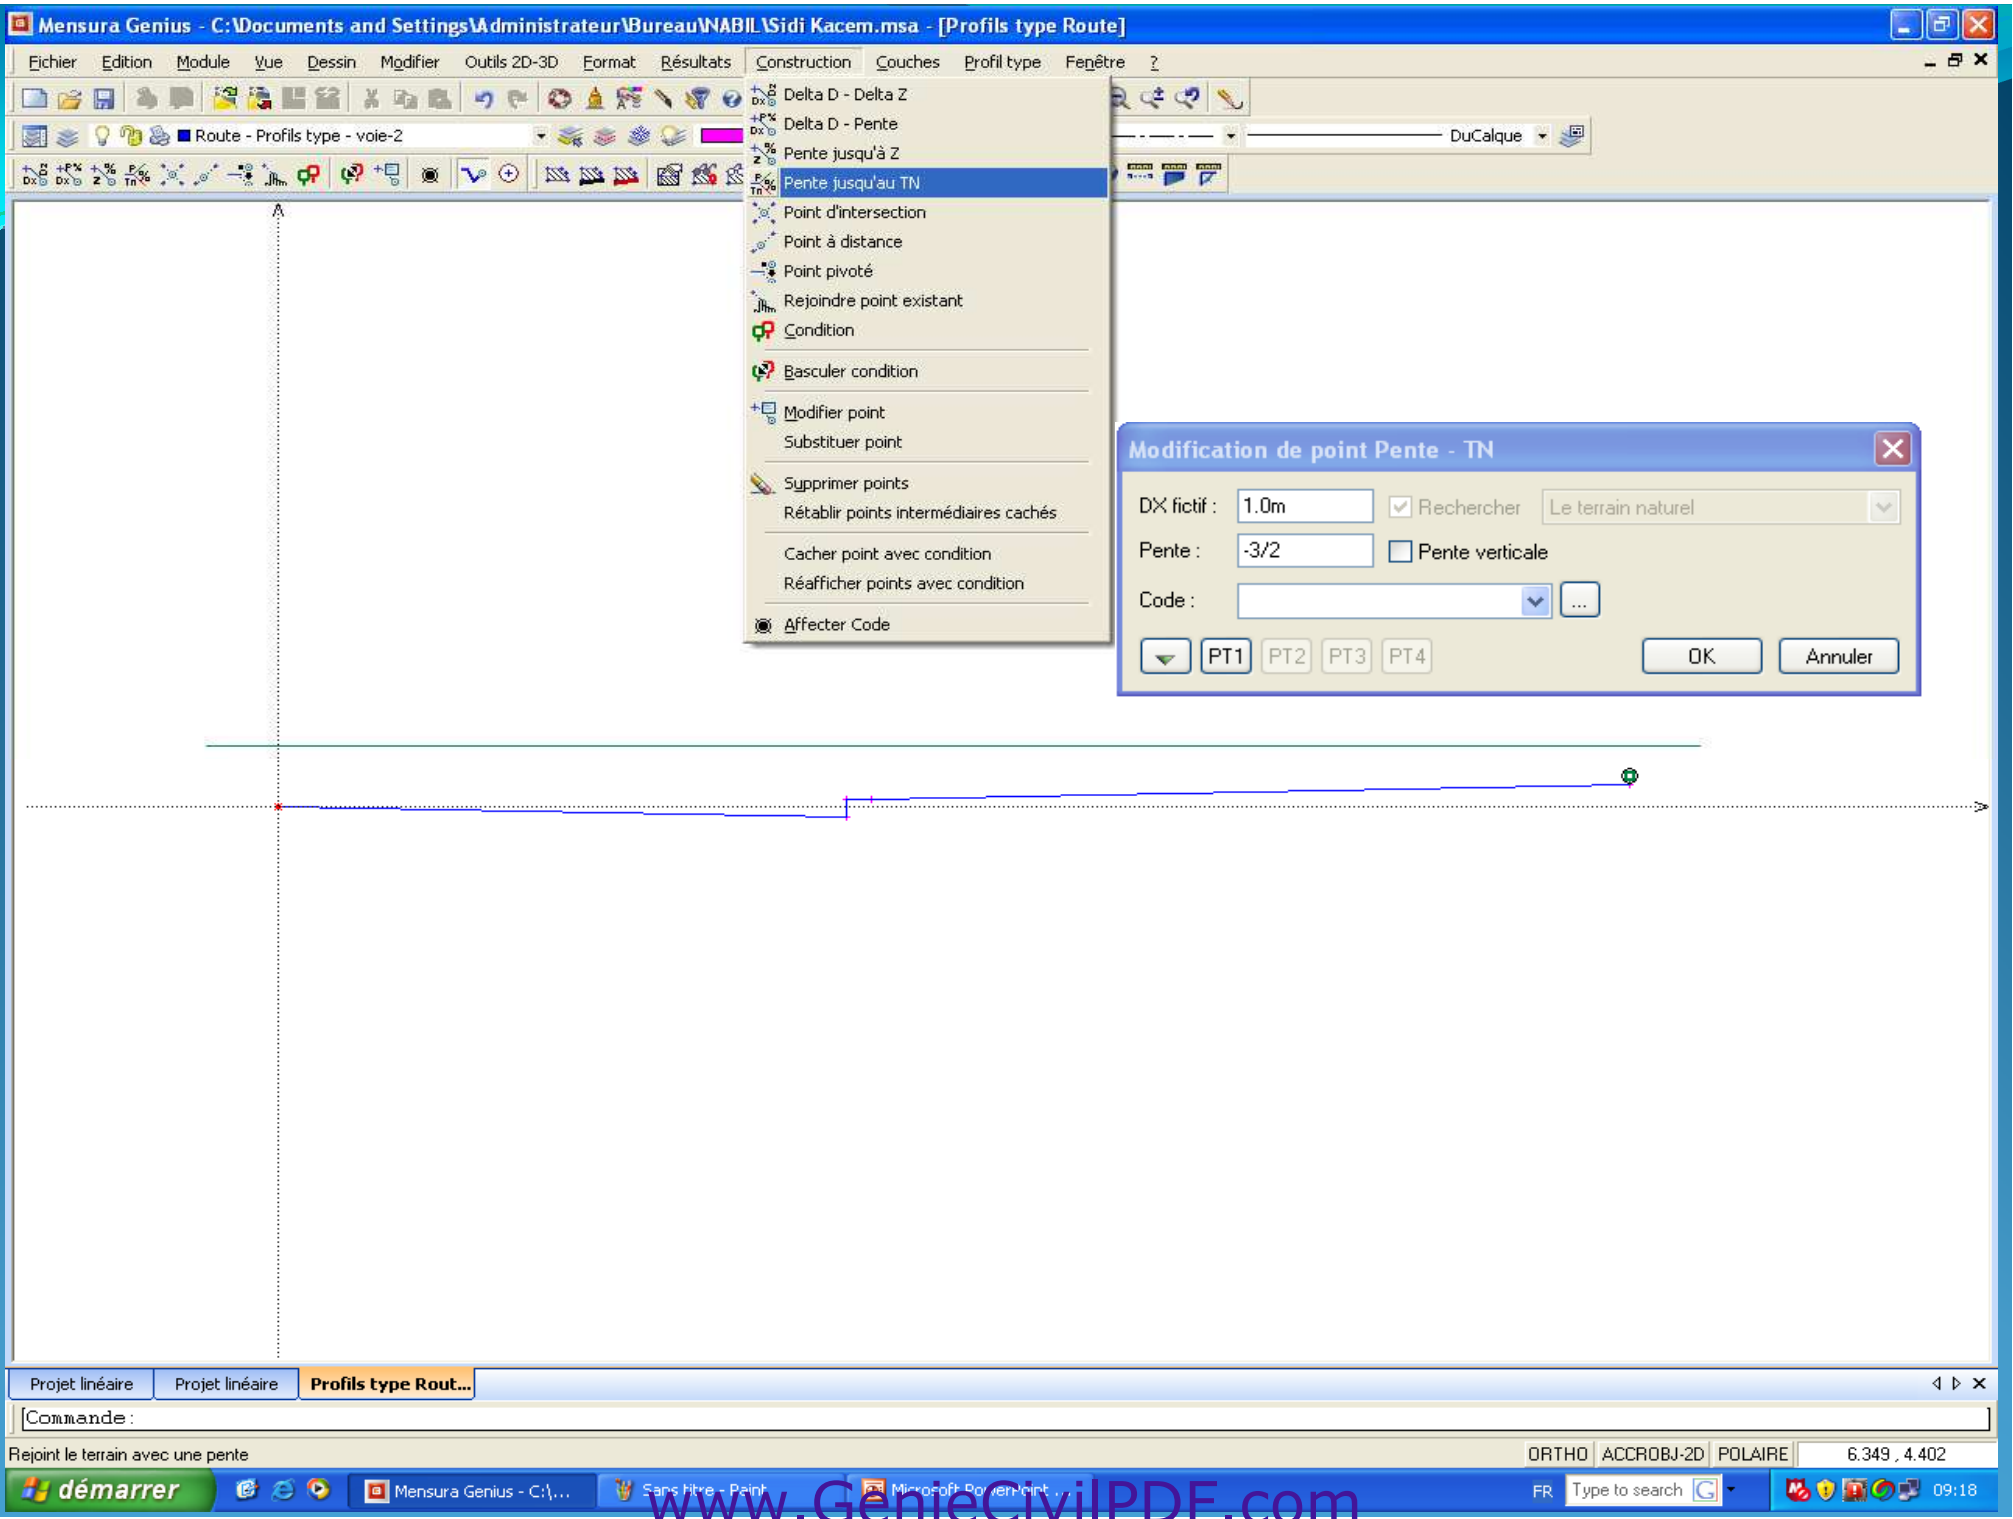 Mensura Genius - C:\Documents and Settings\Administrateur\Bureau\NABIL\Sidi Kacem.msa - [Profils type Route]
Fichier Edition Module Vue Dessin Modifier Outils 2D-3D Format Résultats Construction Couches Profil type Fenêtre ?
Route - Profils type - voie-2
DuCalque
Delta D - Delta Z
Delta D - Pente
Pente jusqu'à Z
Pente jusqu'au TN
Point d'intersection
Point à distance
Point pivoté
Rejoindre point existant
Condition
Basculer condition
Modifier point
Substituer point
Supprimer points
Rétablir points intermédiaires cachés
Cacher point avec condition
Réafficher points avec condition
Affecter Code
Modification de point Pente - TN
DX fictif : 1.0m Rechercher Le terrain naturel
Pente : -3/2 Pente verticale
Code : ...
PT1 PT2 PT3 PT4 OK Annuler
Projet linéaire Projet linéaire Profils type Rout...
Commande :
Rejoint le terrain avec une pente
ORTHO ACCROBJ-2D POLAIRE 6.349 , 4.402
démarrer Mensura Genius - C:\... Sans titre - Paint Microsoft PowerPoint ... FR Type to search 09:18
www.GenieCivilPDF.com